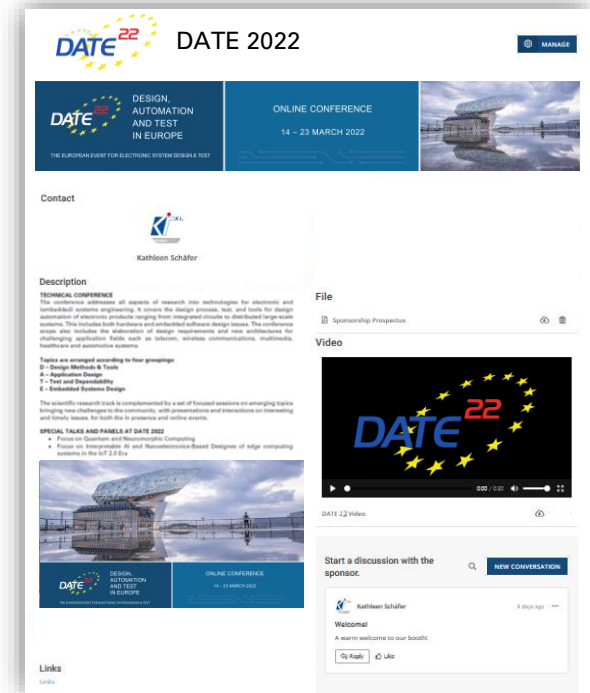 DATE 22
DATE 2022
MANAGE
DATE 22
DESIGN,
AUTOMATION
AND TEST
IN EUROPE
THE EUROPEAN EVENT FOR ELECTRONIC SYSTEM DESIGN & TEST
ONLINE CONFERENCE
14 – 23 MARCH 2022
Contact
Kathleen Schäfer
Description
TECHNICAL CONFERENCE
The conference addresses all aspects of research into technologies for electronic and
(embedded) systems engineering. It covers the design process, test, and tools for design
automation of electronic products ranging from integrated circuits to distributed large-scale
systems. This includes both hardware and embedded software design issues. The conference
scope also includes the elaboration of design requirements and new architectures for
challenging application fields such as telecom, wireless communications, multimedia,
healthcare and automotive systems.
Topics are arranged according to four groupings:
D – Design Methods & Tools
A – Application Design
T – Test and Dependability
E – Embedded Systems Design
The scientific research track is complemented by a set of focused sessions on emerging topics
bringing new challenges to the community, with presentations and interactions on interesting
and timely issues, for both the in presence and online events.
SPECIAL TALKS AND PANELS AT DATE 2022
• Focus on Quantum and Neuromorphic Computing
• Focus on Interpretable AI and Nanoelectronics-Based Designes of edge computing
systems in the IoT 2.0 Era
DATE 22
DESIGN,
AUTOMATION
AND TEST
IN EUROPE
ONLINE CONFERENCE
14 – 23 MARCH 2022
Links
Links
File
Sponsorship Prospectus
Video
DATE 22
0:00 / 0:10
DATE 22 Video
Start a discussion with the
sponsor.
NEW CONVERSATION
Kathleen Schäfer
8 days ago
Welcome!
A warm welcome to our booth!
Reply
Like